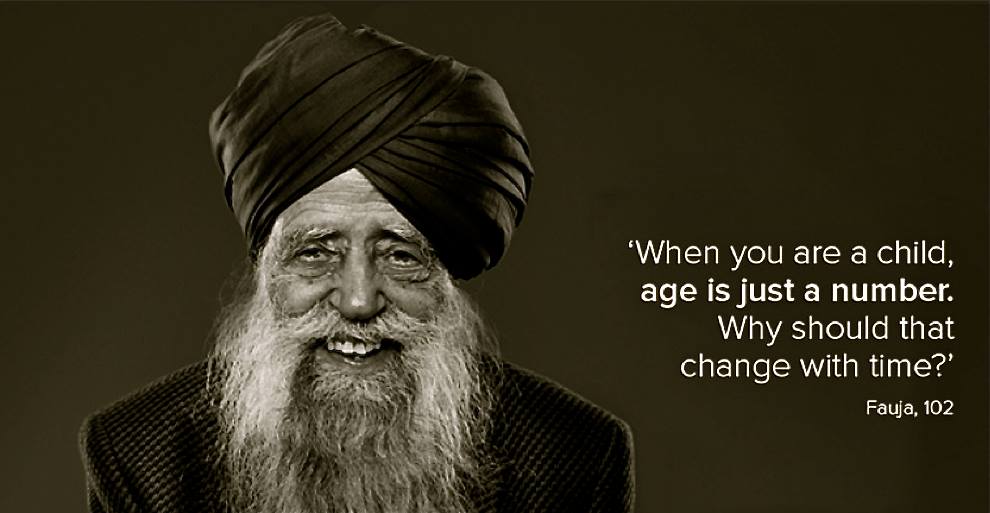 ‘When you are a child,
age is just a number.
Why should that
change with time?’
Fauja, 102